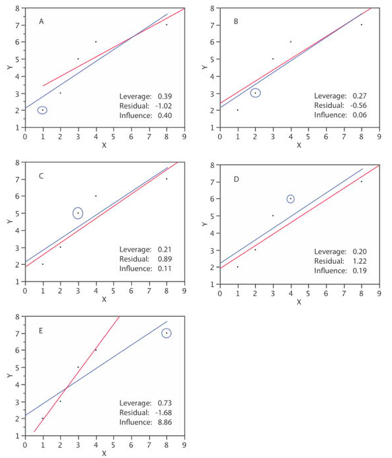 A
Leverage: 0.39
Residual: -1.02
Influence: 0.40
Y
8
7
6
5
4
3
2
1
0 1 2 3 4 5 6 7 8 9
X
B
Leverage: 0.27
Residual: -0.56
Influence: 0.06
Y
8
7
6
5
4
3
2
1
0 1 2 3 4 5 6 7 8 9
X
C
Leverage: 0.21
Residual: 0.89
Influence: 0.11
Y
8
7
6
5
4
3
2
1
0 1 2 3 4 5 6 7 8 9
X
D
Leverage: 0.20
Residual: 1.22
Influence: 0.19
Y
8
7
6
5
4
3
2
1
0 1 2 3 4 5 6 7 8 9
X
E
Leverage: 0.73
Residual: -1.68
Influence: 8.86
Y
8
7
6
5
4
3
2
1
0 1 2 3 4 5 6 7 8 9
X